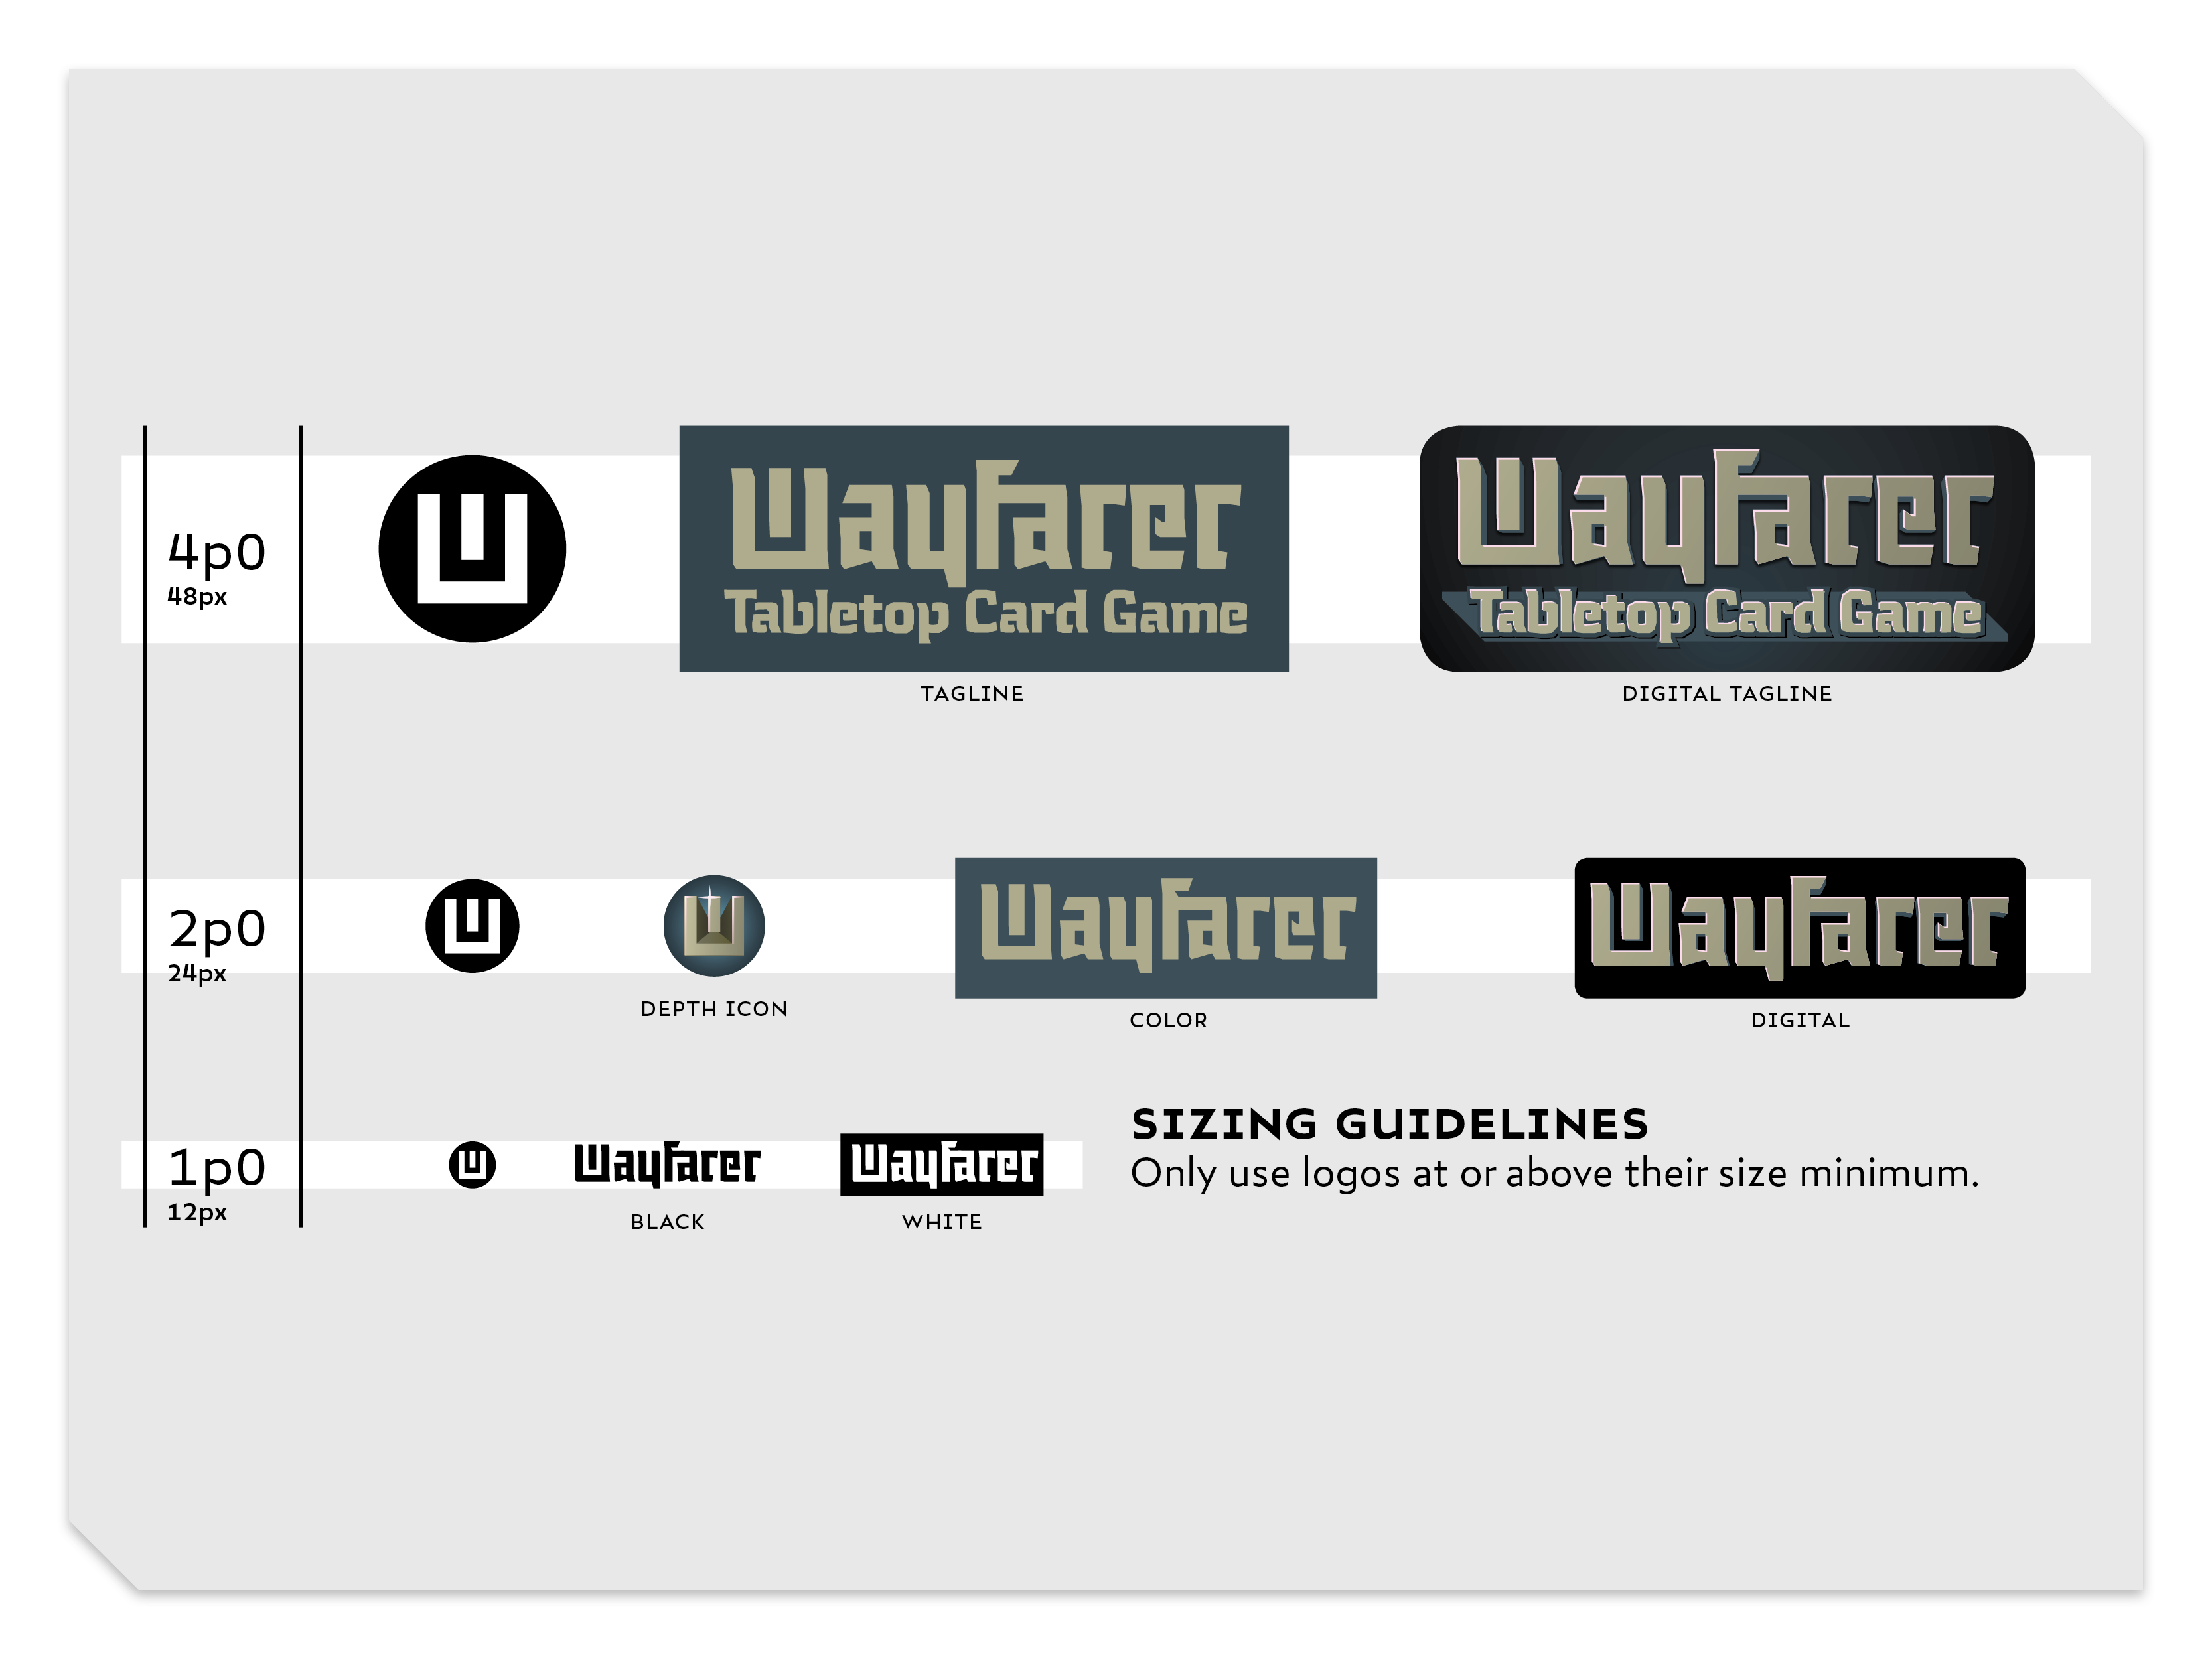 4p0
48px
W
Wayfarer
Tabletop Card Game
TAGLINE
Wayfarer
Tabletop Card Game
DIGITAL TAGLINE
2p0
24px
W
W
DEPTH ICON
Wayfarer
COLOR
Wayfarer
DIGITAL
1p0
12px
W
Wayfarer
BLACK
Wayfarer
WHITE
SIZING GUIDELINES
Only use logos at or above their size minimum.